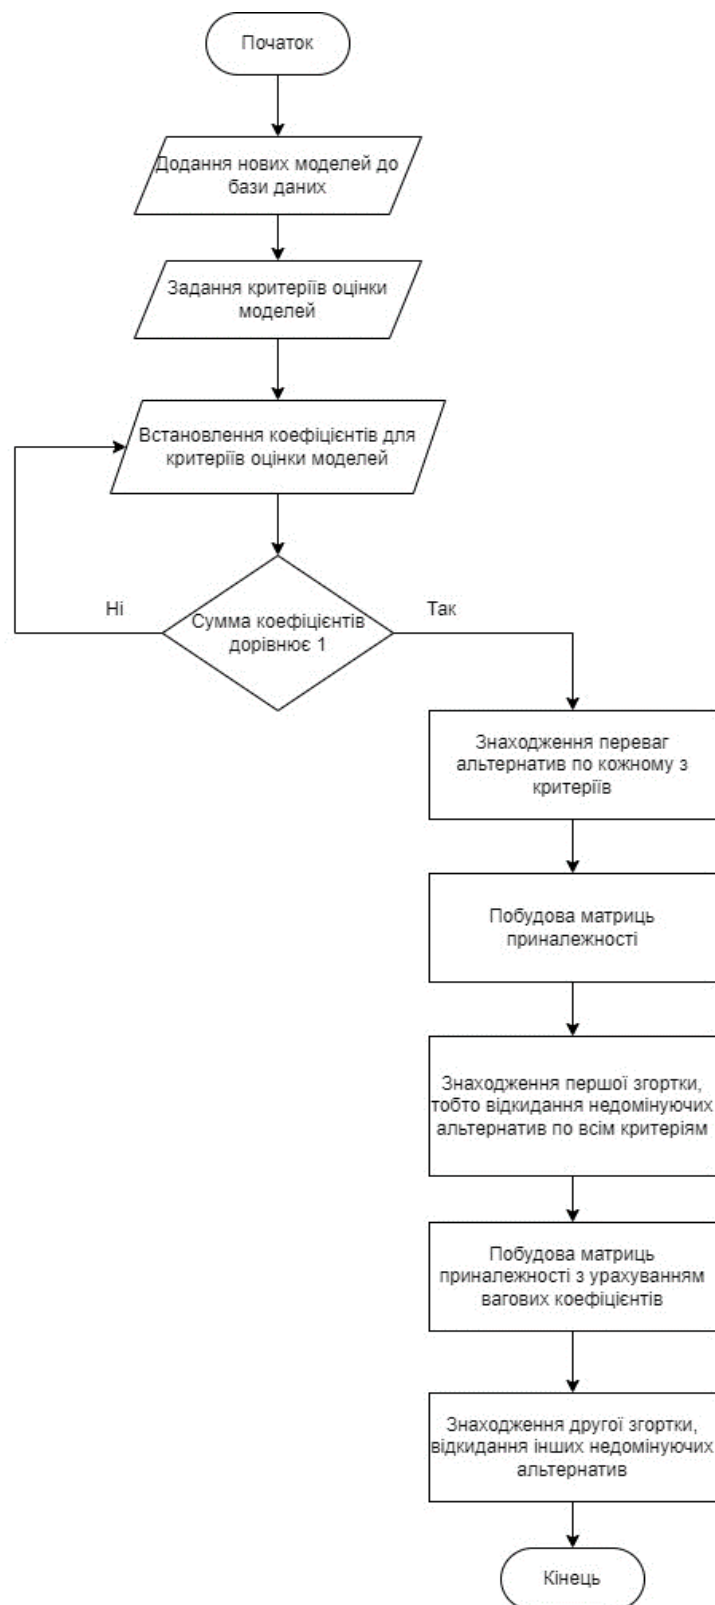 Початок
Додання нових моделей до
бази даних
Задання критеріїв оцінки
моделей
Встановлення коефіцієнтів для
критеріїв оцінки моделей
Ні
Сумма коефіцієнтів
дорівнює 1
Так
Знаходження переваг
альтернатив по кожному з
критеріїв
Побудова матриць
приналежності
Знаходження першої згортки,
тобто відкидання недомінуючих
альтернатив по всім критеріям
Побудова матриць
приналежності з урахуванням
вагових коефіцієнтів
Знаходження другої згортки,
відкидання інших недомінуючих
альтернатив
Кінець